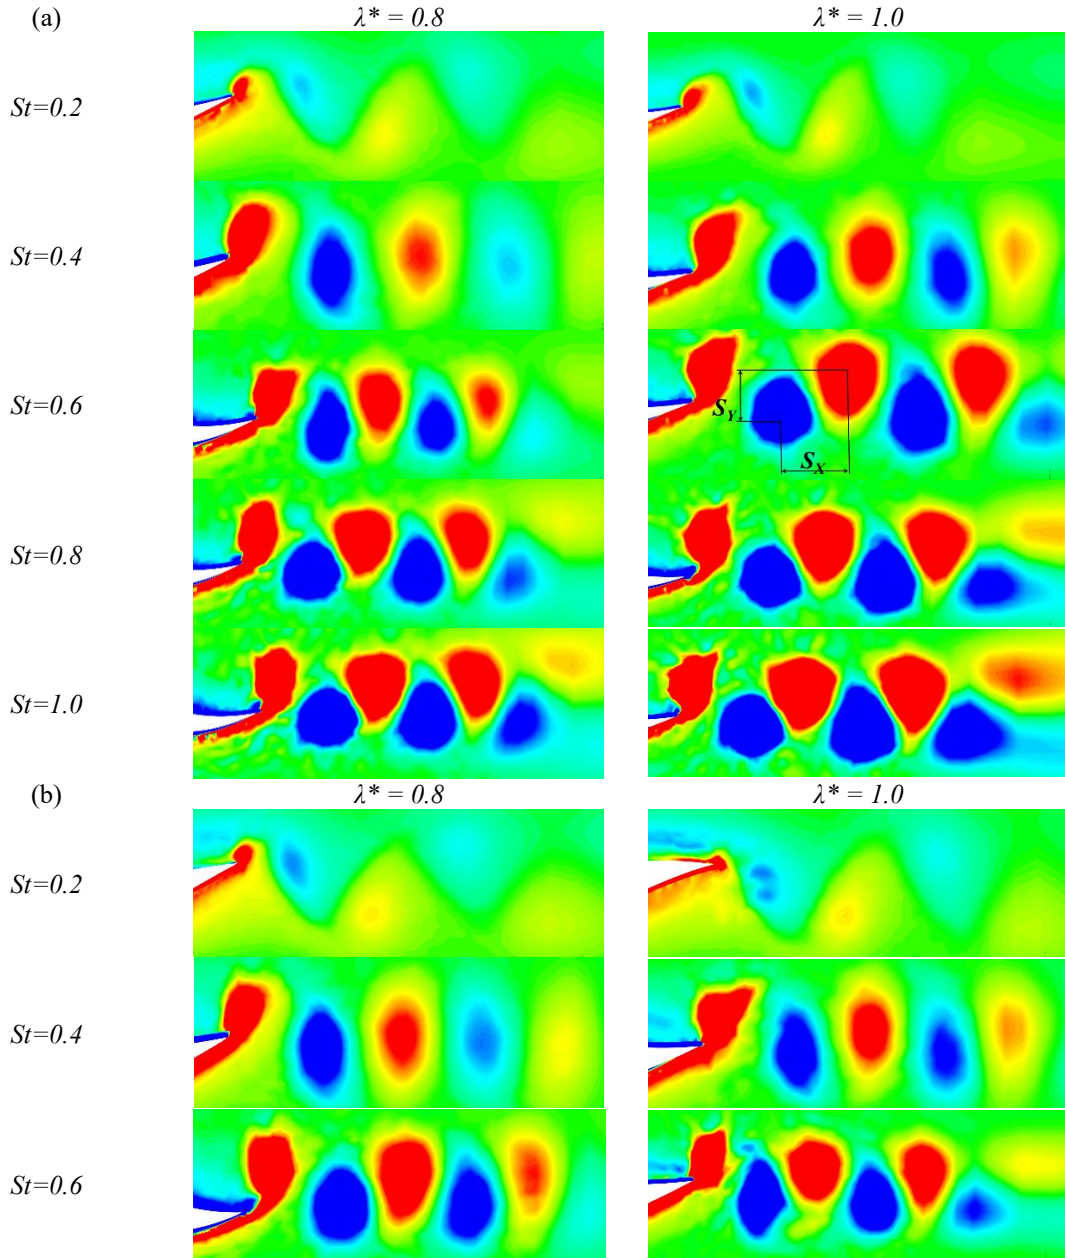 (a) λ* = 0.8 λ* = 1.0
St=0.2
St=0.4
St=0.6
S_Y
S_X
St=0.8
St=1.0
(b) λ* = 0.8 λ* = 1.0
St=0.2
St=0.4
St=0.6